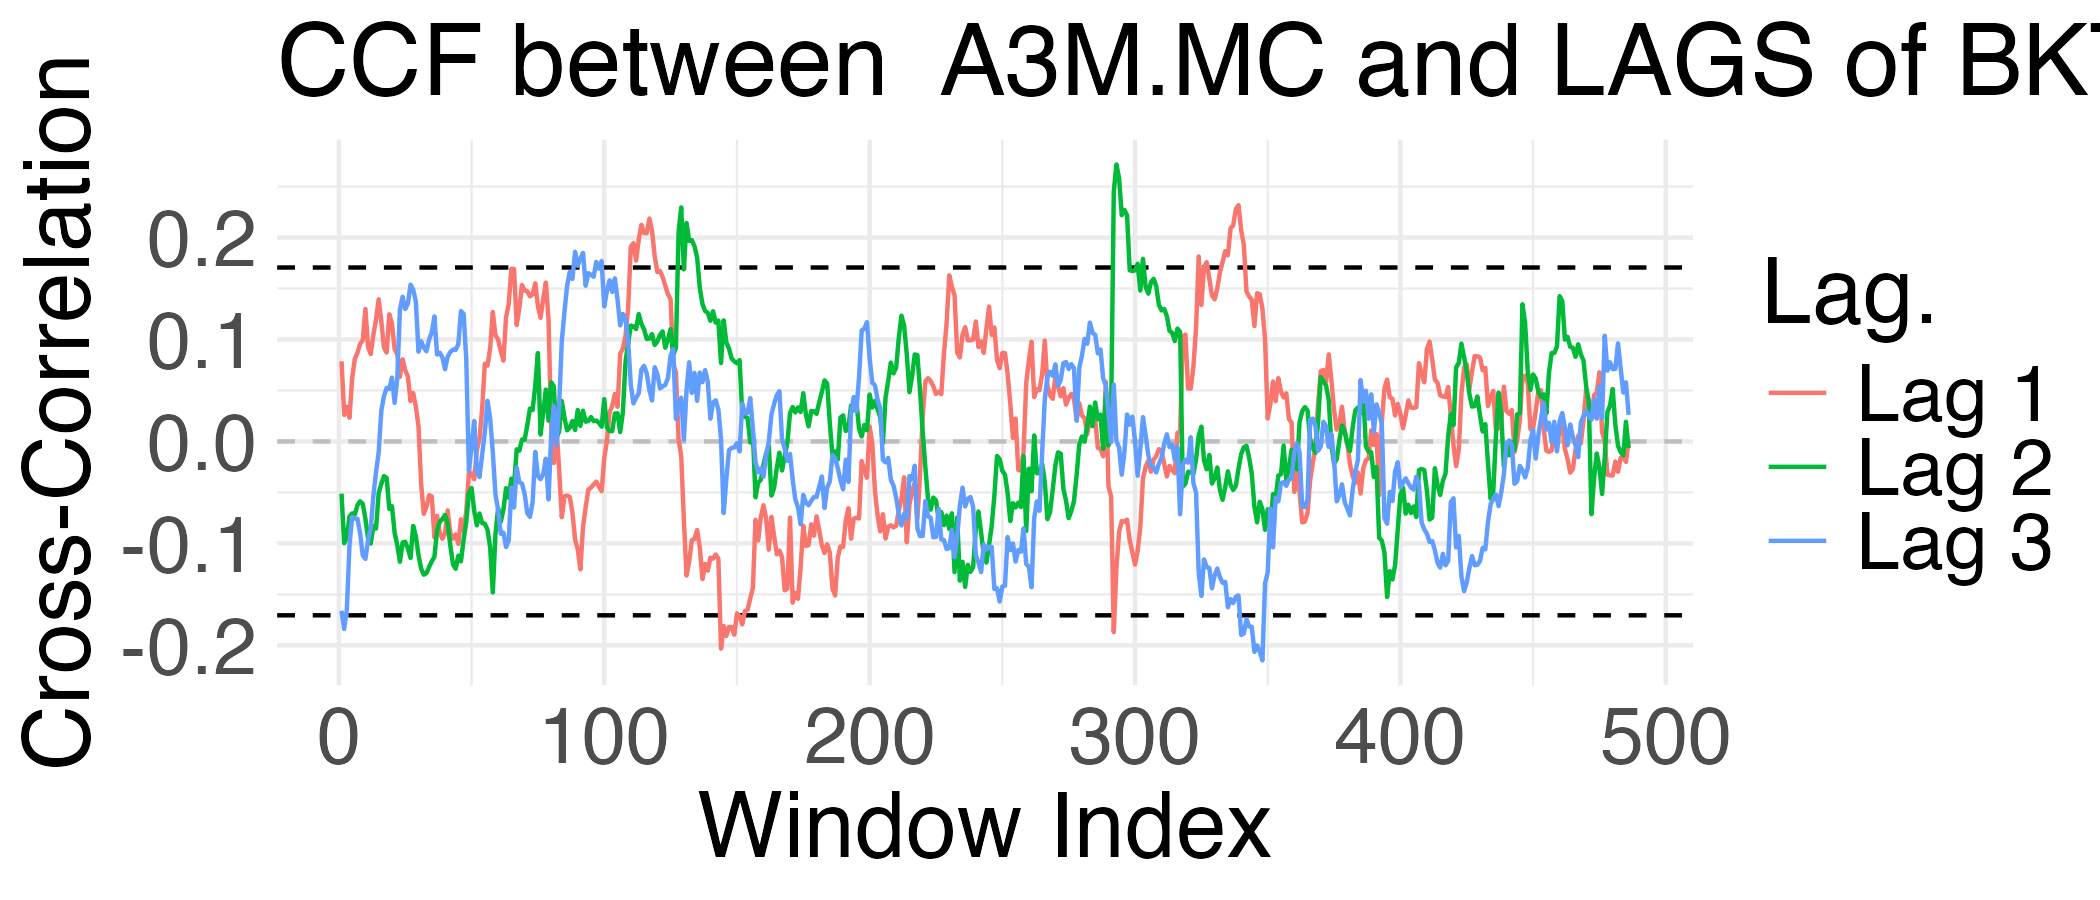 CCF between  A3M.MC and LAGS of BK
Cross-Correlation
0.2
0.1
0.0
-0.1
-0.2
0 100 200 300 400 500
Window Index
Lag.
Lag 1
Lag 2
Lag 3